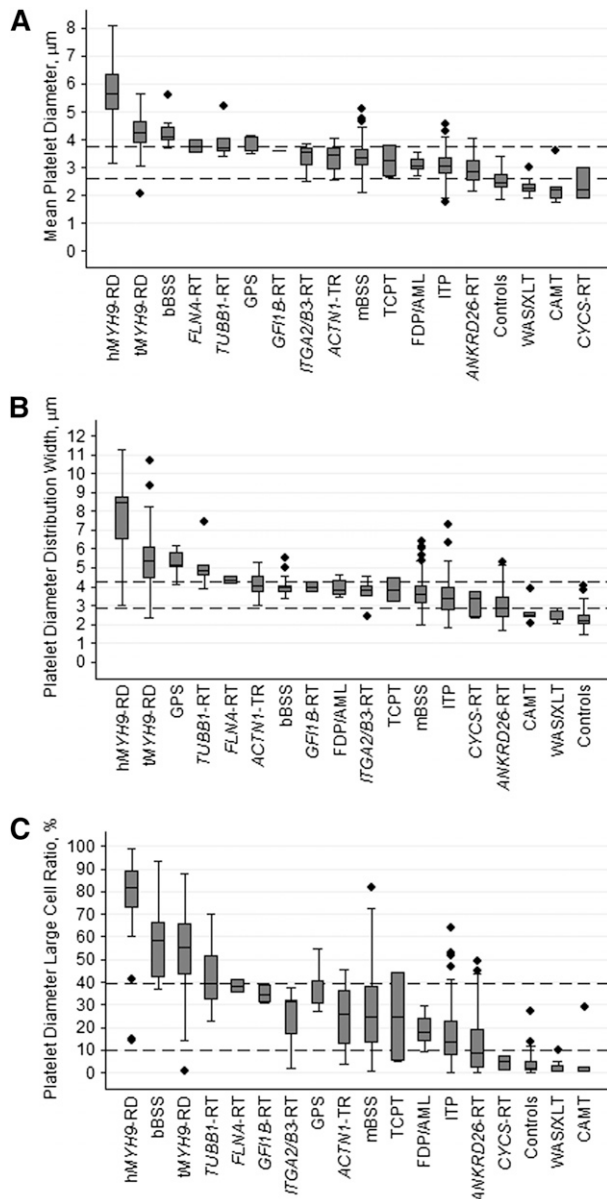 A
Mean Platelet Diameter, μm
8
7
6
5
4
3
2
1
0
hMYH9-RD
tMYH9-RD
bBSS
FLNA-RT
TUBB1-RT
GPS
GFI1B-RT
ITGA2/B3-RT
ACTN1-TR
mBSS
TCPT
FDP/AML
ITP
ANKRD26-RT
Controls
WAS/XLT
CAMT
CYCS-RT
B
Platelet Diameter Distribution Width, μm
12
11
10
9
8
7
6
5
4
3
2
1
0
hMYH9-RD
tMYH9-RD
GPS
TUBB1-RT
FLNA-RT
ACTN1-TR
bBSS
GFI1B-RT
FDP/AML
ITGA2/B3-RT
TCPT
mBSS
ITP
CYCS-RT
ANKRD26-RT
CAMT
WAS/XLT
Controls
C
Platelet Diameter Large Cell Ratio, %
100
90
80
70
60
50
40
30
20
10
0
hMYH9-RD
bBSS
tMYH9-RD
TUBB1-RT
FLNA-RT
GFI1B-RT
ITGA2/B3-RT
GPS
ACTN1-TR
mBSS
TCPT
FDP/AML
ITP
ANKRD26-RT
CYCS-RT
Controls
WAS/XLT
CAMT